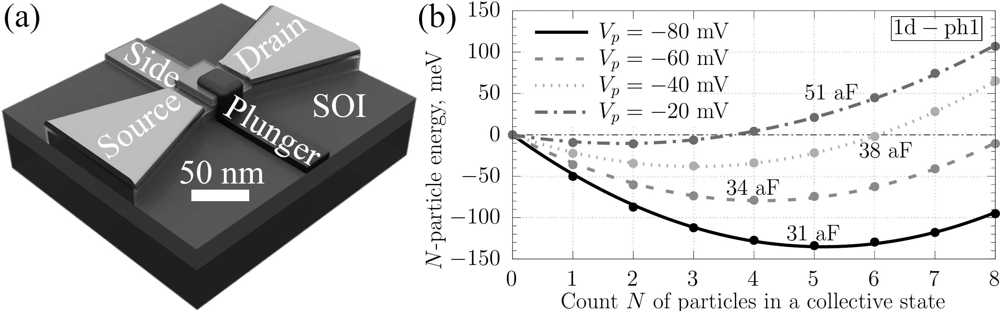 (a)
Drain
Side
Source
Plunger
SOI
50 nm
(b)
1d − ph1
V_p = −80 mV
V_p = −60 mV
V_p = −40 mV
V_p = −20 mV
51 aF
38 aF
34 aF
31 aF
N-particle energy, meV
150
100
50
0
−50
−100
−150
0 1 2 3 4 5 6 7 8
Count N of particles in a collective state